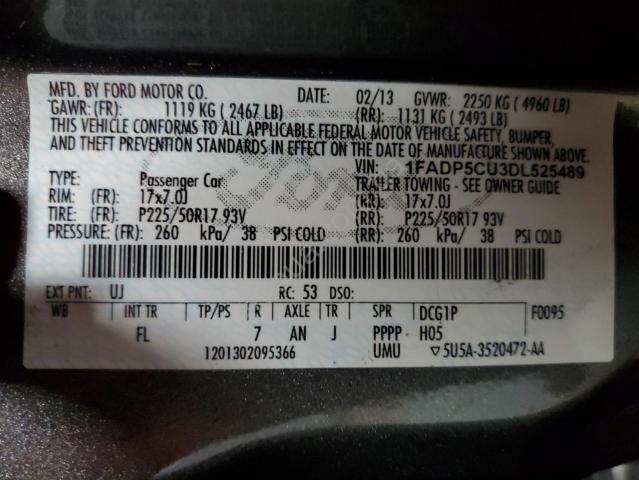 MFD. BY FORD MOTOR CO. DATE: 02/13 GVWR: 2250 KG ( 4960 LB)
GAWR: (FR): 1119 KG ( 2467 LB) (RR): 1131 KG ( 2493 LB)
THIS VEHICLE CONFORMS TO ALL APPLICABLE FEDERAL MOTOR VEHICLE SAFETY, BUMPER,
AND THEFT PREVENTION STANDARDS IN EFFECT ON THE DATE OF MANUFACTURE SHOWN ABOVE.
VIN: 1FADP5CU3DL525489
TYPE: Passenger Car TRAILER TOWING - SEE OWNER GUIDE
RIM: (FR): 17x7.0J (RR): 17x7.0J
TIRE: (FR): P225/50R17 93V (RR): P225/50R17 93V
PRESSURE: (FR): 260 kPa/ 38 PSI COLD (RR): 260 kPa/ 38 PSI COLD
EXT PNT: UJ RC: 53 DSO:
WB INT TR TP/PS R AXLE TR SPR DCG1P F0095
FL 7 AN J PPPP H05
1201302095366 UMU ▽5U5A-3520472-AA